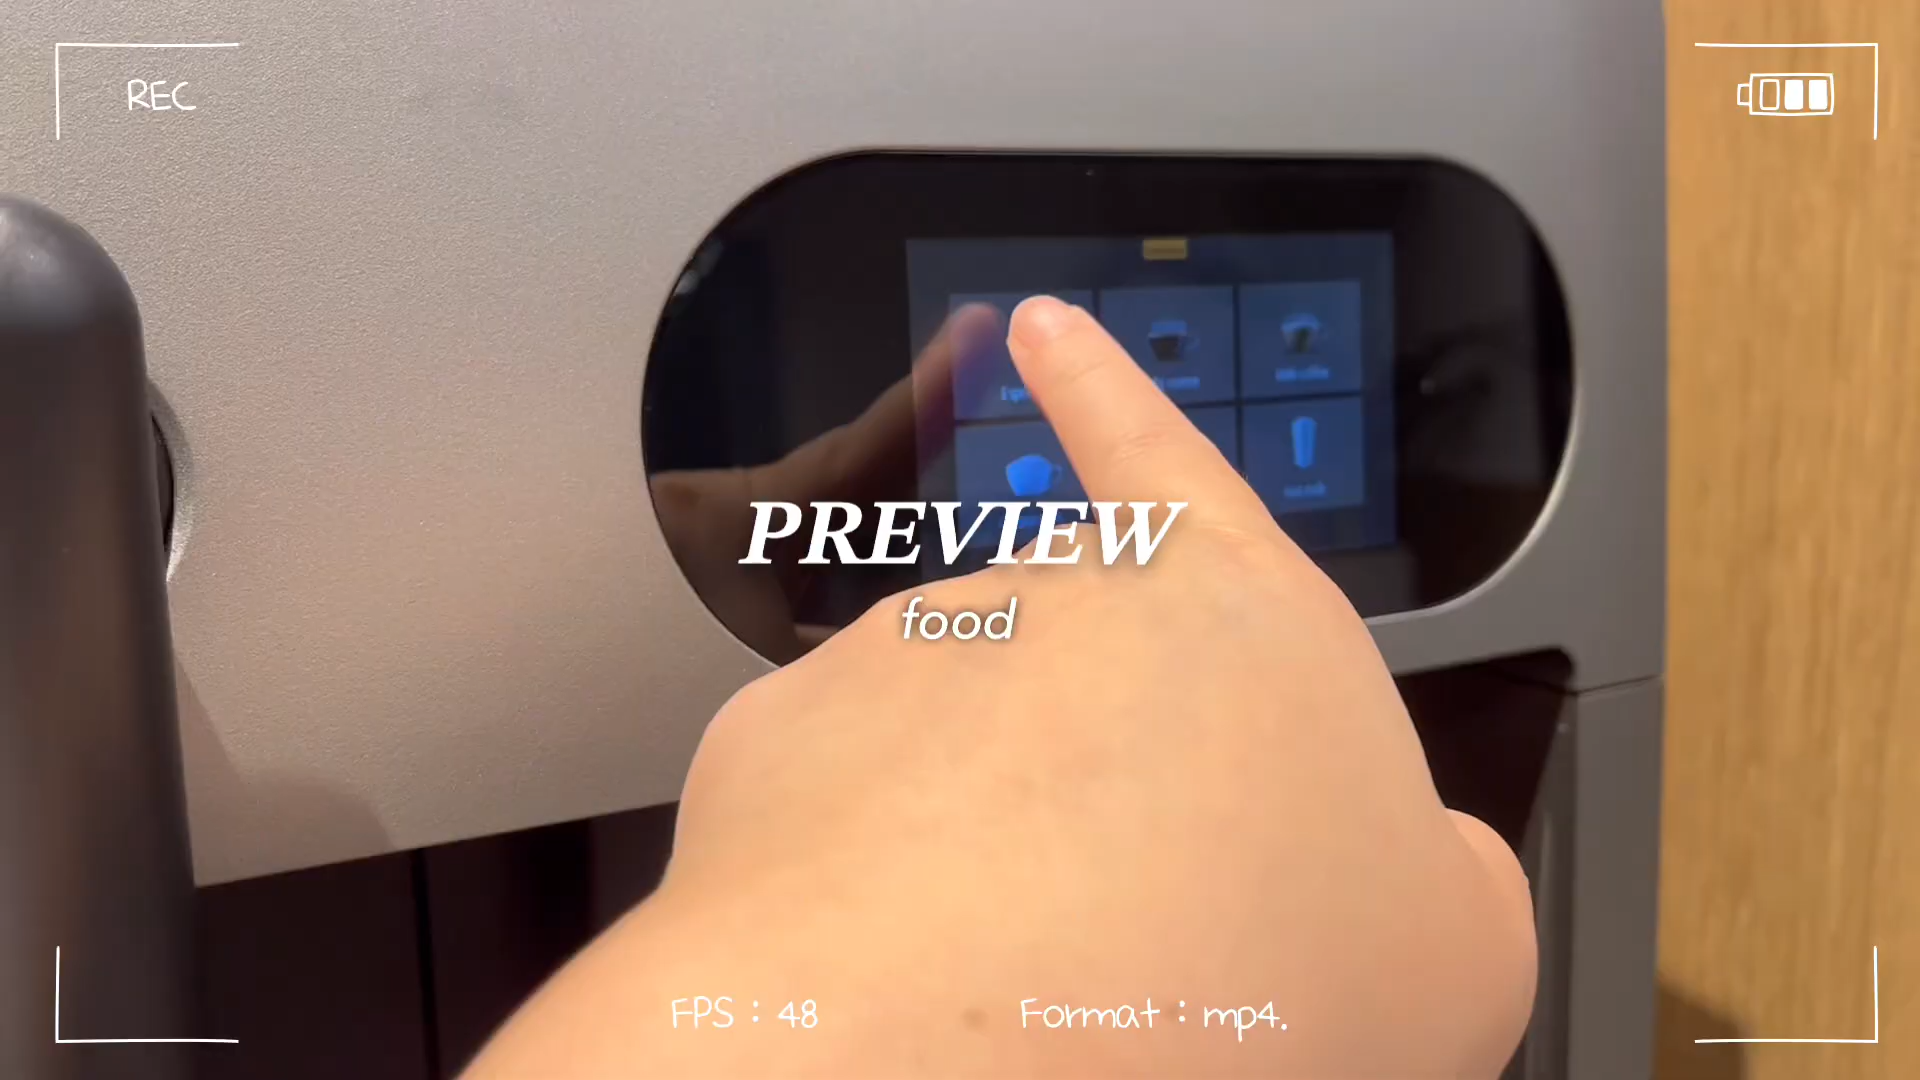 REC
PREVIEW
food
FPS : 48
Format : mp4.